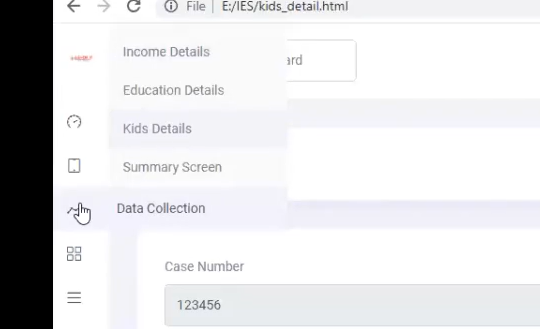 File | E:/IES/kids_detail.html
Income Details
ard
Education Details
Kids Details
Summary Screen
Data Collection
Case Number
123456